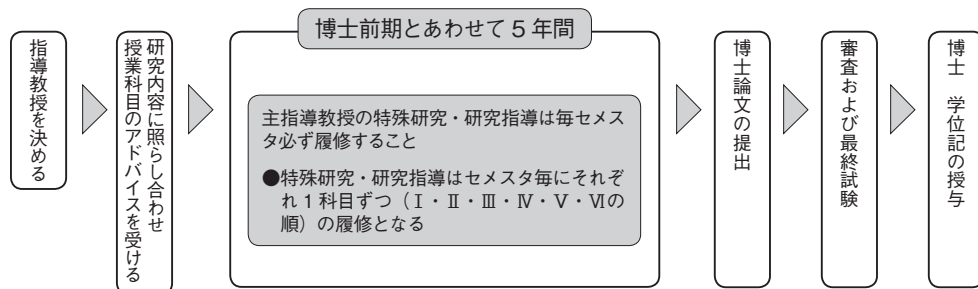 指導教授を決める
研究内容に照らし合わせ
授業科目のアドバイスを受ける
博士前期とあわせて５年間
主指導教授の特殊研究・研究指導は毎セメス
タ必ず履修すること
●特殊研究・研究指導はセメスタ毎にそれぞ
れ１科目ずつ（Ⅰ・Ⅱ・Ⅲ・Ⅳ・Ⅴ・Ⅵの
順）の履修となる
博士論文の提出
審査および最終試験
博士　学位記の授与